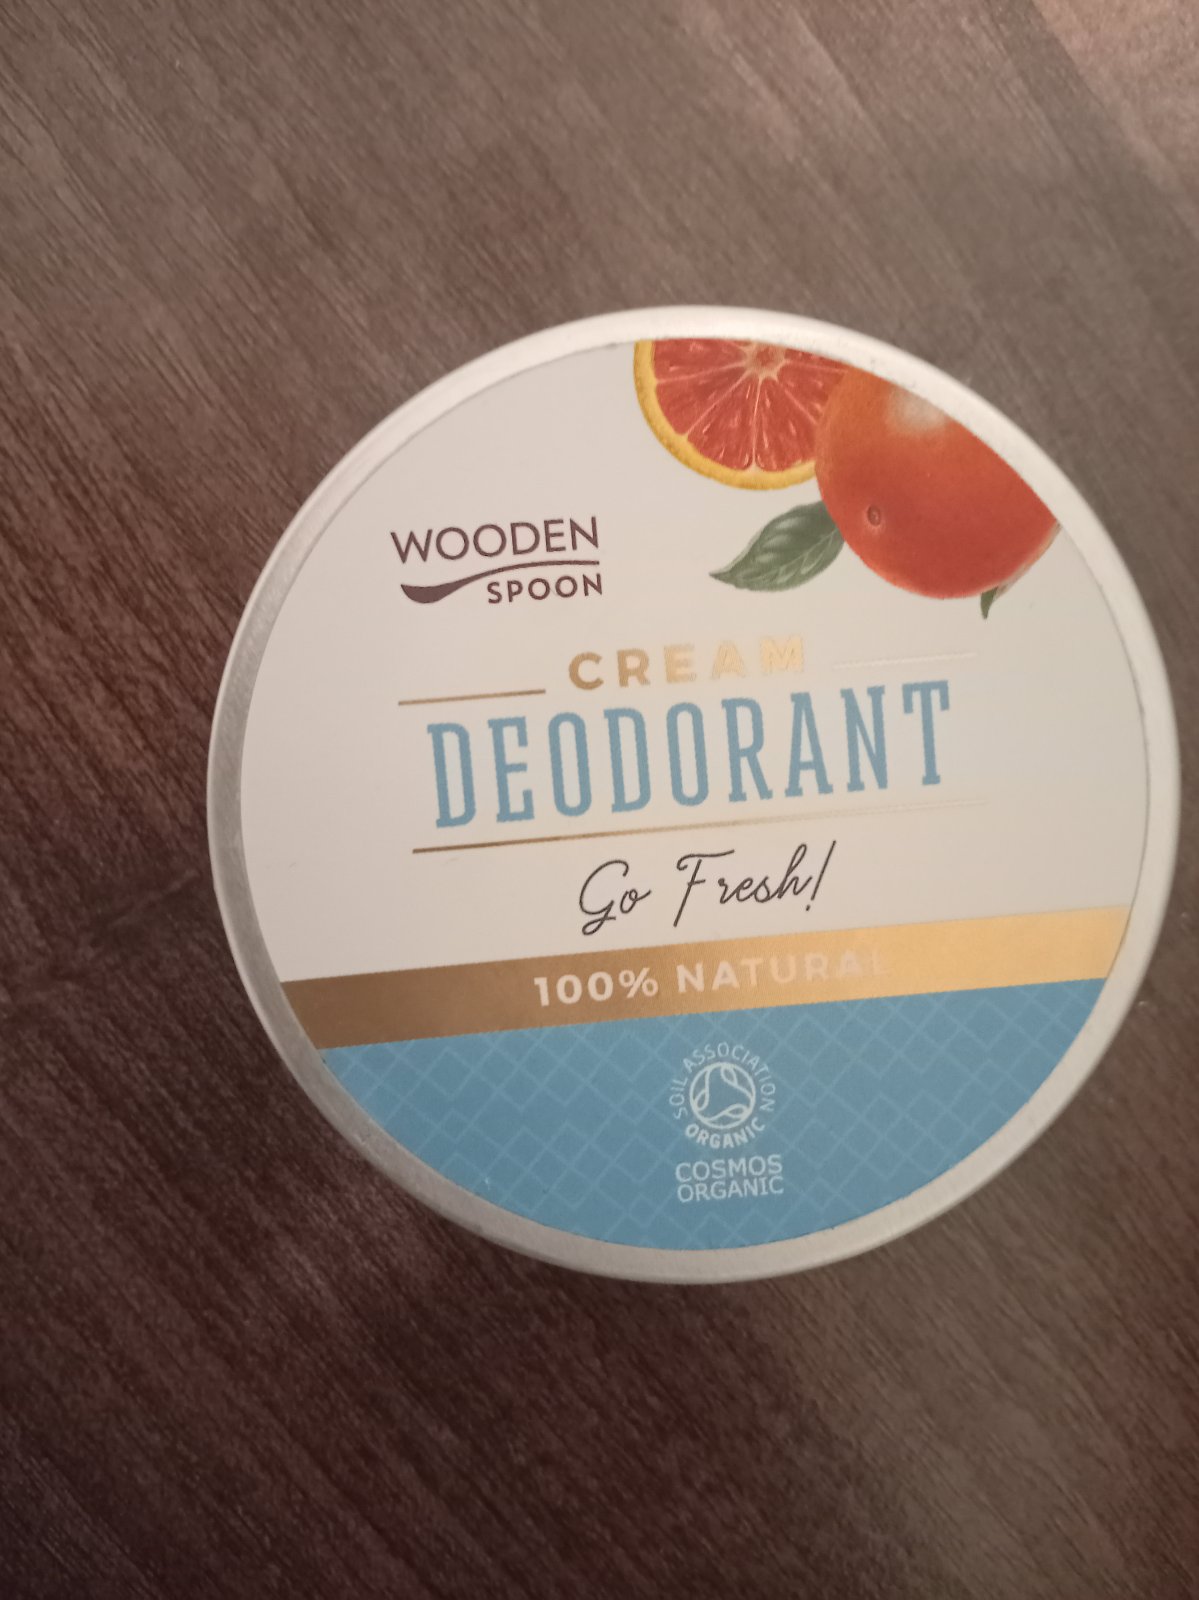 WOODEN
SPOON
CREAM
DEODORANT
Go Fresh!
100% NATURAL
SOIL ASSOCIATION
ORGANIC
COSMOS
ORGANIC